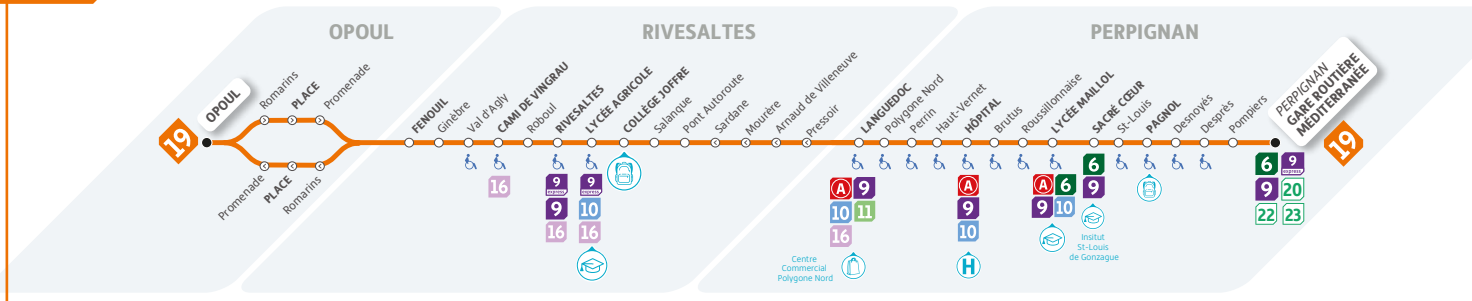 OPOUL
RIVESALTES
PERPIGNAN
19
OPOUL
Romarins
PLACE
Promenade
Promenade
PLACE
Romarins
FENOUIL
Ginèbre
Val d'Agly
CAMI DE VINGRAU
Roboul
RIVESALTES
LYCÉE AGRICOLE
COLLÈGE JOFFRE
Salanque
Pont Autoroute
Sardane
Mourère
Arnaud de Villeneuve
Pressoir
LANGUEDOC
Polygone Nord
Perrin
Haut-Vernet
HÔPITAL
Brutus
Roussillonnaise
LYCÉE MAILLOL
SACRÉ CŒUR
St-Louis
PAGNOL
Desnoyés
Desprès
Pompiers
PERPIGNAN
GARE ROUTIÈRE
MÉDITERRANÉE
19
16
9 express
9
16
9 express
10
16
A 9
10 11
16
Centre
Commercial
Polygone Nord
A
9
10
H
A 6
9 10
6
9
Insitut
St-Louis
de Gonzague
6 9 express
9 20
22 23